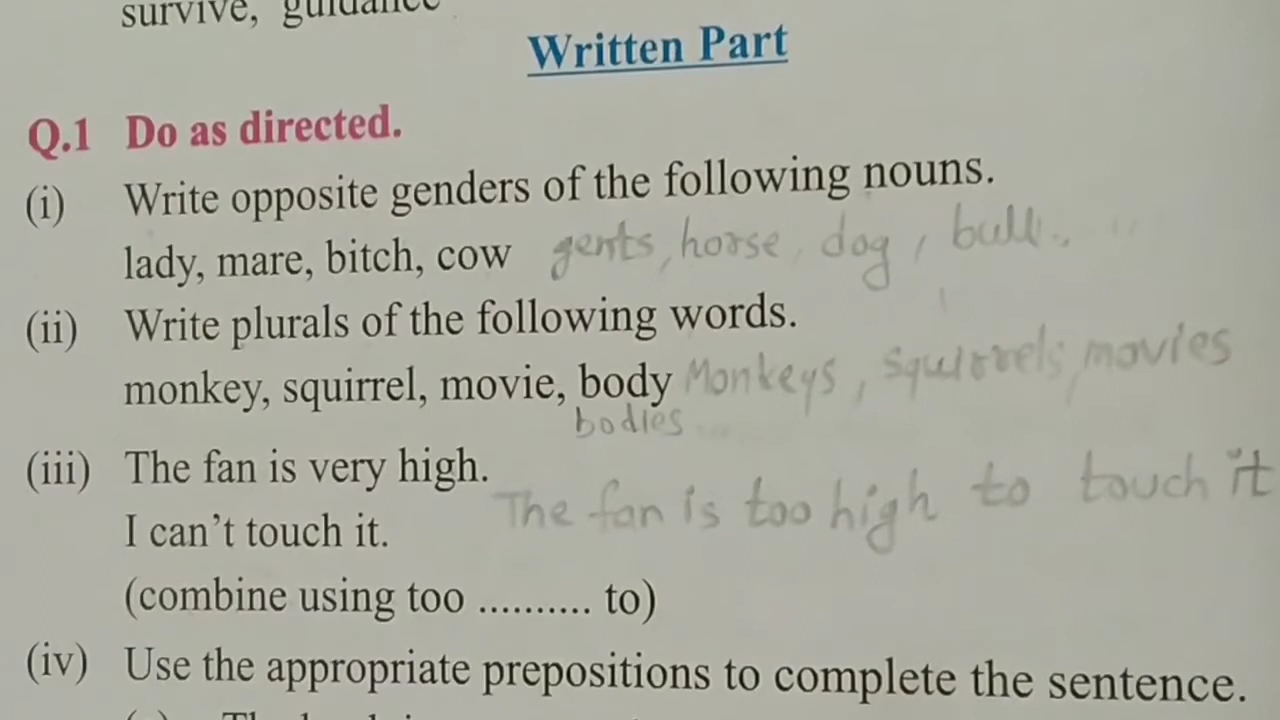 survive, guidance
Written Part
Q.1 Do as directed.
(i) Write opposite genders of the following nouns.
lady, mare, bitch, cow gents, horse, dog, bull..
(ii) Write plurals of the following words.
monkey, squirrel, movie, body Monkeys, squirrels, movies
bodies
(iii) The fan is very high.
The fan is too high to touch it
I can't touch it.
(combine using too .......... to)
(iv) Use the appropriate prepositions to complete the sentence.